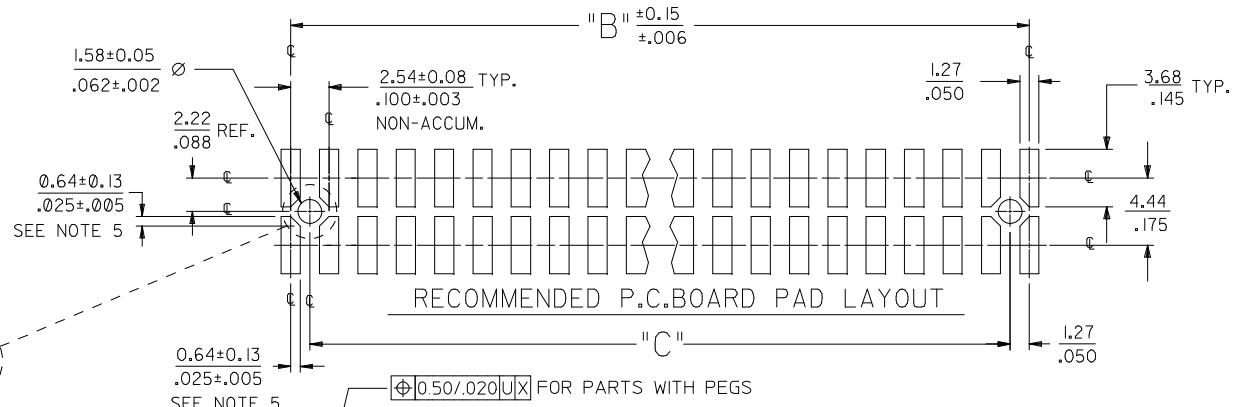 "B" ±0.15
±.006
1.58±0.05
.062±.002 Ø
2.54±0.08 TYP.
.100±.003
NON-ACCUM.
1.27
.050
3.68 TYP.
.145
2.22 REF.
.088
0.64±0.13
.025±.005
SEE NOTE 5
4.44
.175
RECOMMENDED P.C.BOARD PAD LAYOUT
"C"
1.27
.050
0.64±0.13
.025±.005
SEE NOTE 5
⌖ 0.50/.020 U X FOR PARTS WITH PEGS